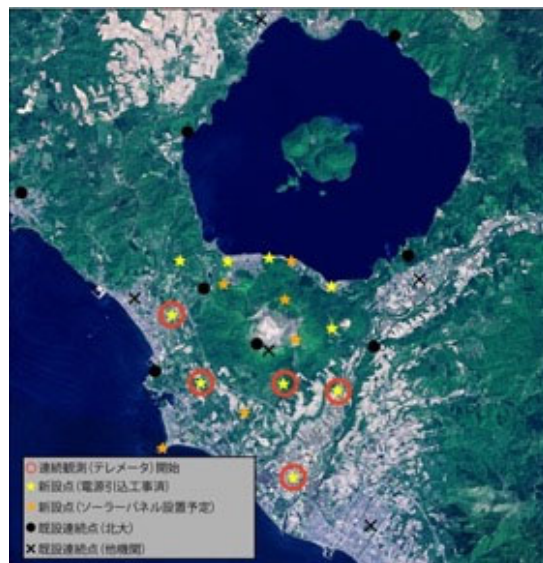 連続観測(テレメータ)開始
新設点(電源引込工事済)
新設点(ソーラーパネル設置予定)
既設連続点(北大)
既設連続点(他機関)